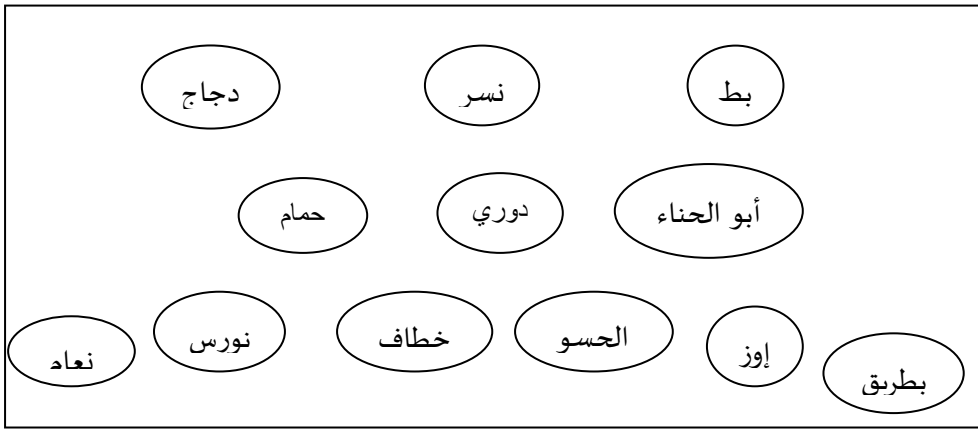 بط نسر دجاج
أبو الحناء دوري حمام
بطريق إوز الحسو خطاف نورس نعام